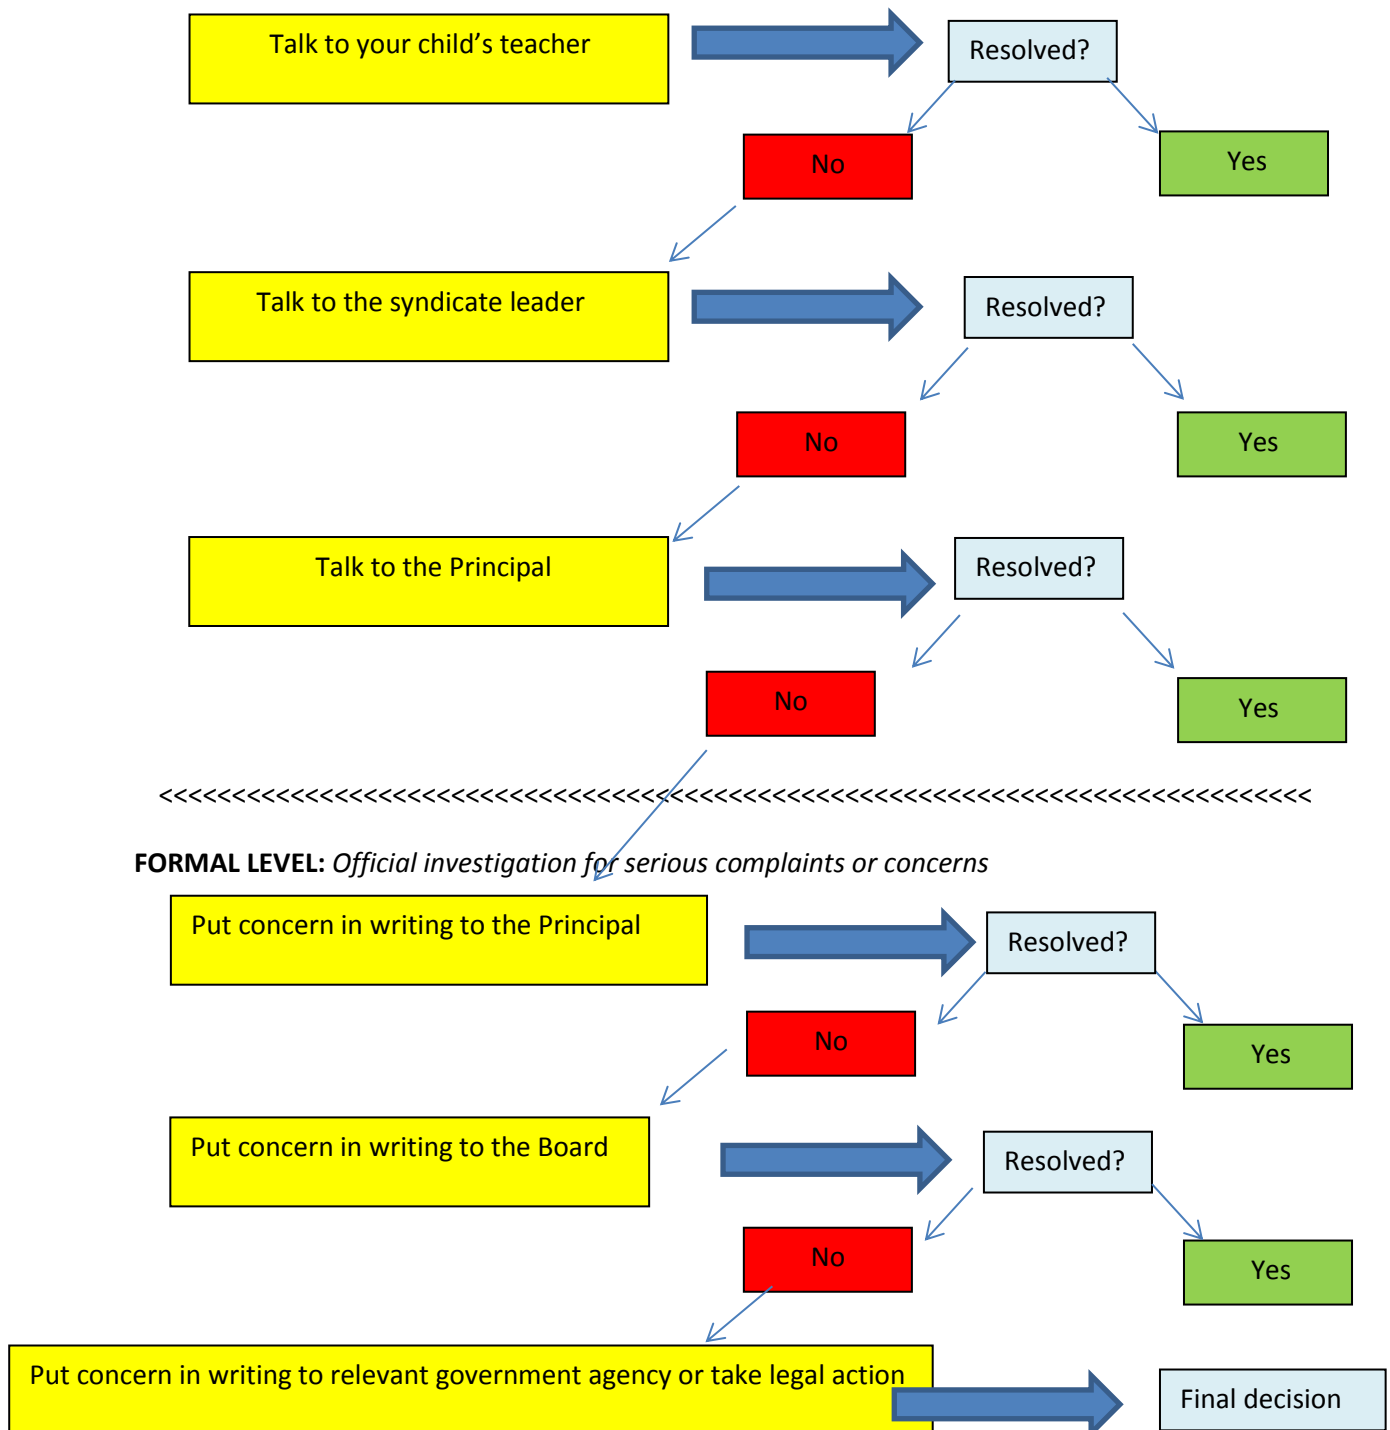 Talk to your child’s teacher
Resolved?
No
Yes
Talk to the syndicate leader
Resolved?
No
Yes
Talk to the Principal
Resolved?
No
Yes
<<<<<<<<<<<<<<<<<<<<<<<<<<<<<<<<<<<<<<<<<<<<<<<<<<<<<<<<<<<<<<<<<<<<<<<<<<<<<<<
FORMAL LEVEL: Official investigation for serious complaints or concerns
Put concern in writing to the Principal
Resolved?
No
Yes
Put concern in writing to the Board
Resolved?
No
Yes
Put concern in writing to relevant government agency or take legal action
Final decision